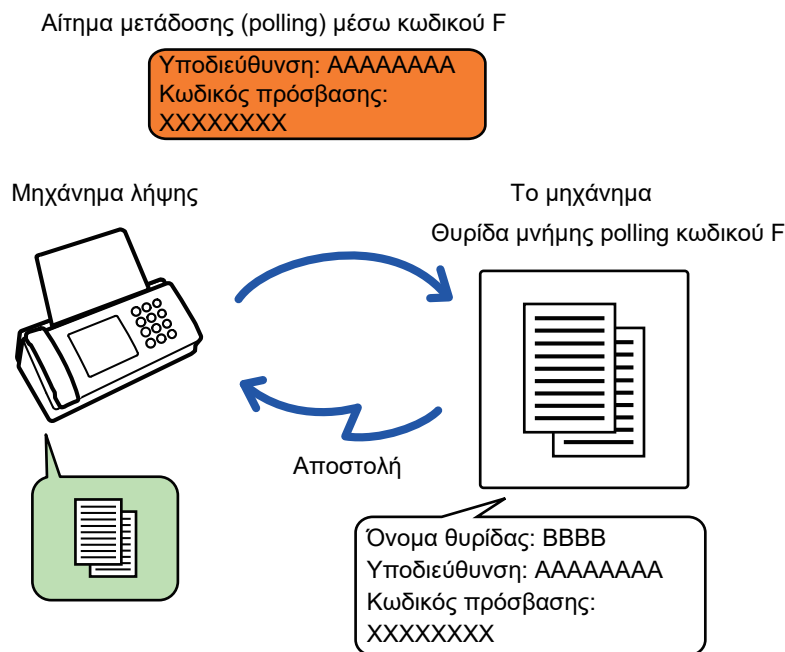 Αίτημα μετάδοσης (polling) μέσω κωδικού F
Υποδιεύθυνση: AAAAAAAA
Κωδικός πρόσβασης:
XXXXXXXX
Μηχάνημα λήψης
Το μηχάνημα
Θυρίδα μνήμης polling κωδικού F
Αποστολή
Όνομα θυρίδας: BBBB
Υποδιεύθυνση: AAAAAAAA
Κωδικός πρόσβασης:
XXXXXXXX